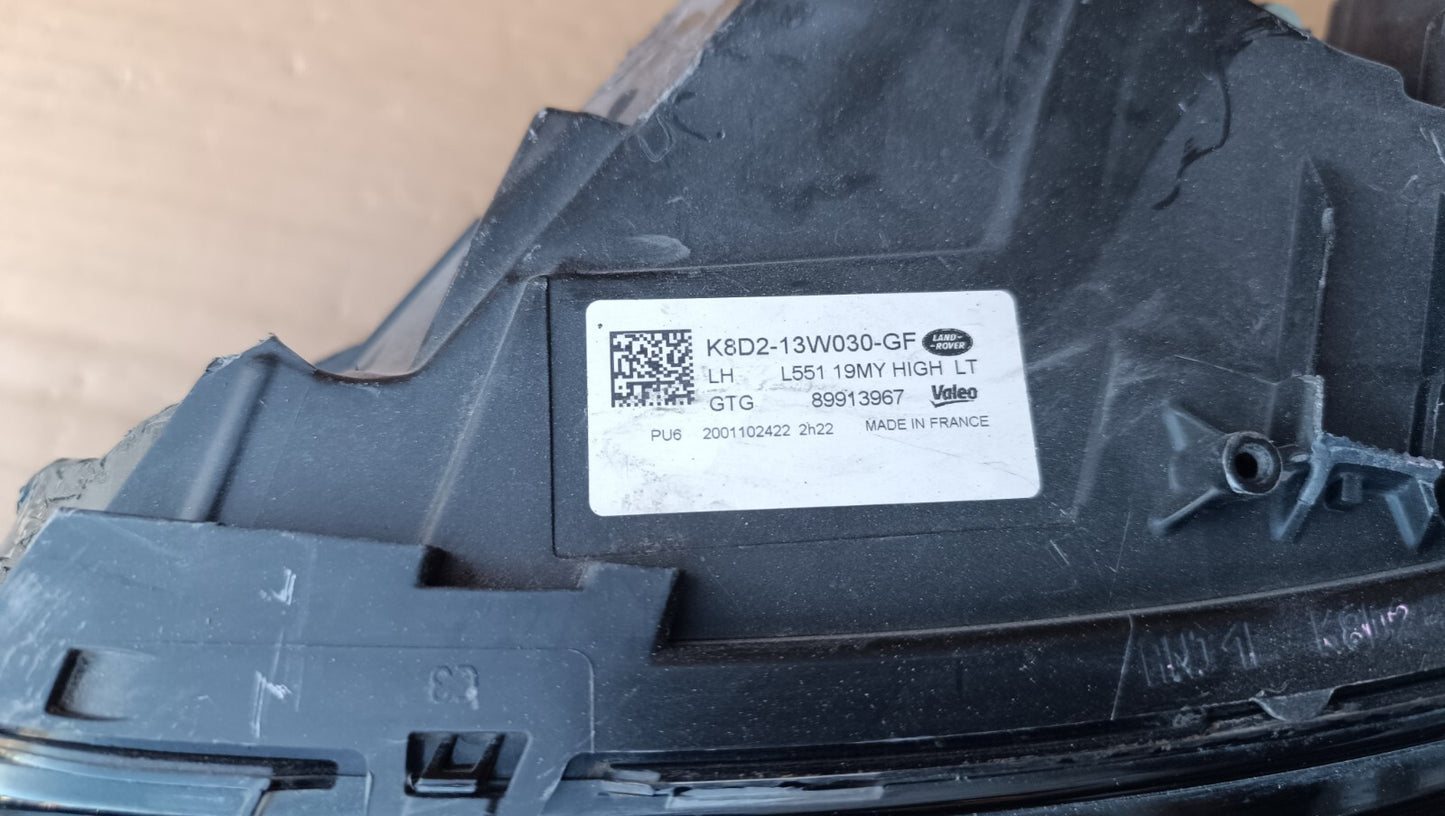 K8D2-13W030-GF LAND-ROVER
LH L551 19MY HIGH LT
GTG 89913967 Valeo
PU6 2001102422 2h22 MADE IN FRANCE